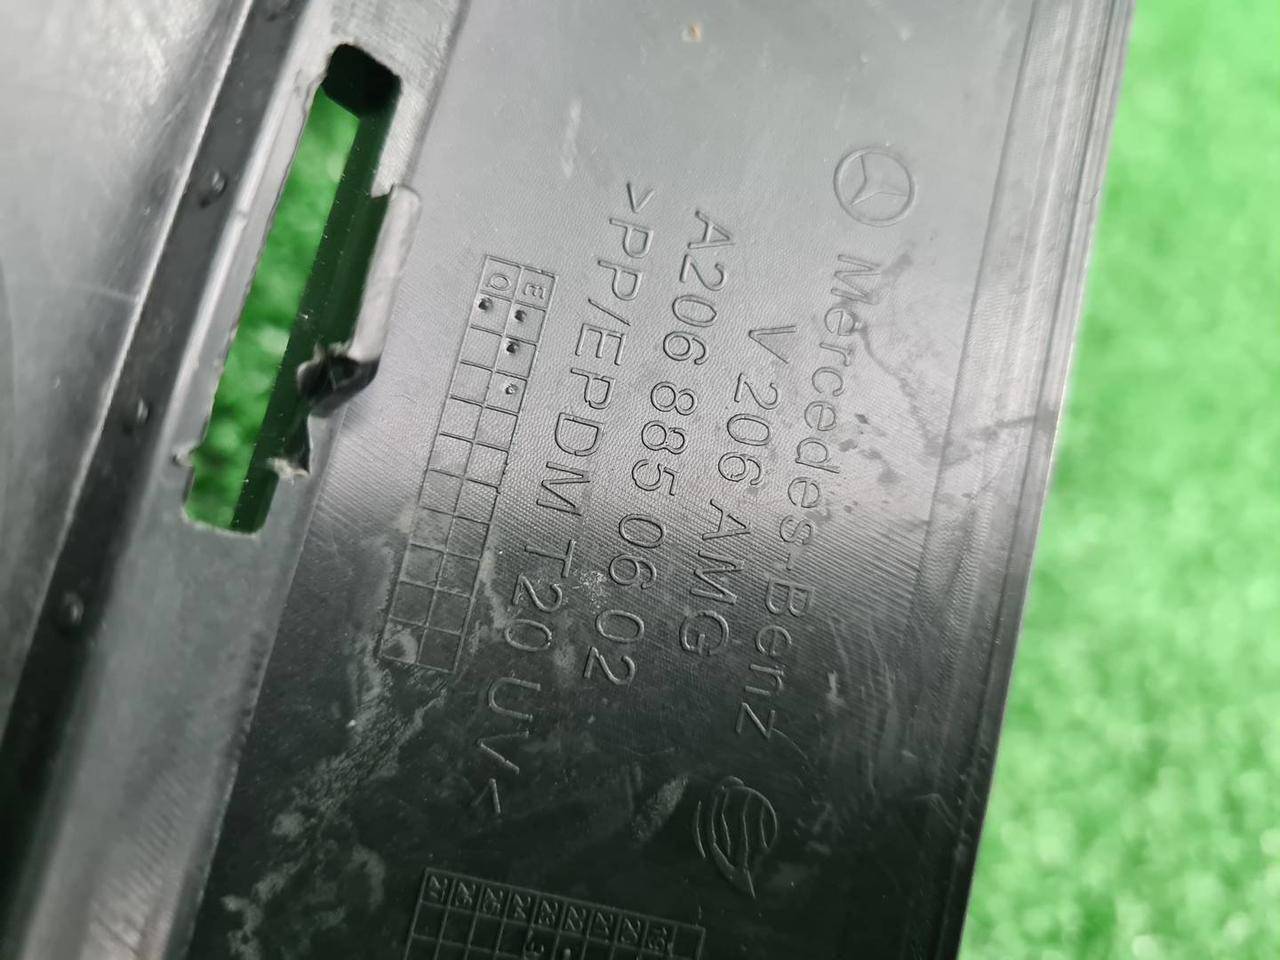 Mercedes-Benz
V 206 AMG
A206 885 06 02
>PP/EPDM T20 UV<
E
Q